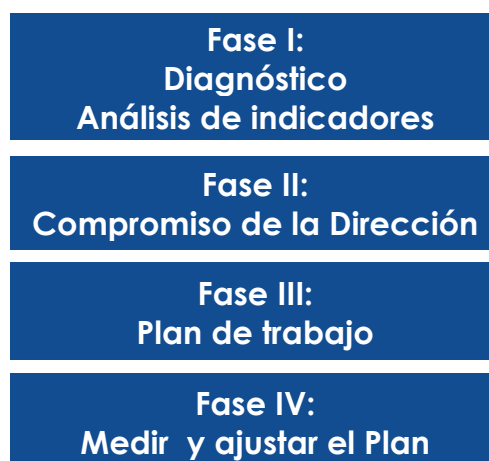 Fase I:
Diagnóstico
Análisis de indicadores
Fase II:
Compromiso de la Dirección
Fase III:
Plan de trabajo
Fase IV:
Medir y ajustar el Plan